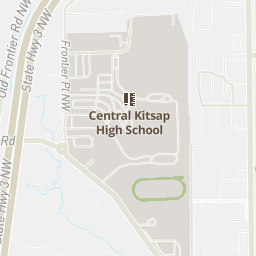 Old Frontier Rd NW
State Hwy 3 NW
Frontier Pl NW
Central Kitsap
High School
Rd
State Hwy 3 NW